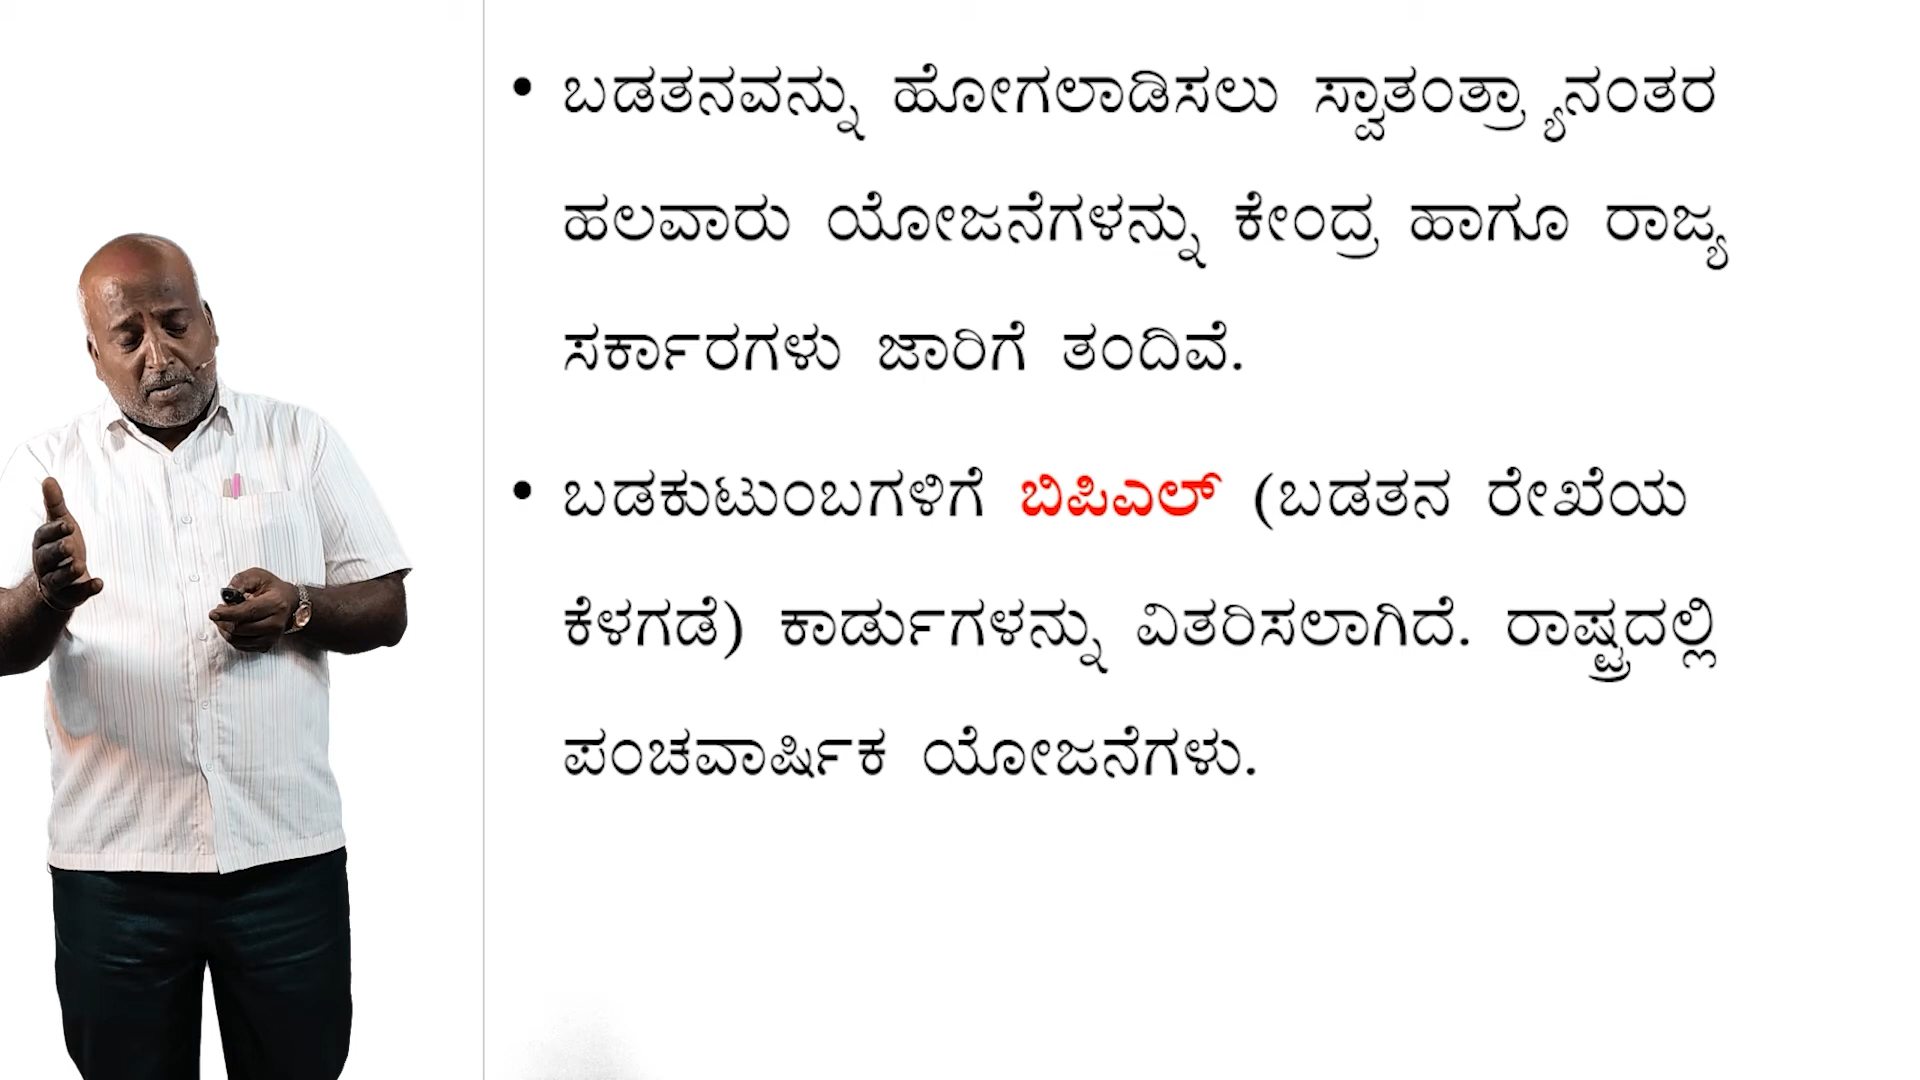 • ಬಡತನವನ್ನು ಹೋಗಲಾಡಿಸಲು ಸ್ವಾತಂತ್ರ್ಯಾನಂತರ
ಹಲವಾರು ಯೋಜನೆಗಳನ್ನು ಕೇಂದ್ರ ಹಾಗೂ ರಾಜ್ಯ
ಸರ್ಕಾರಗಳು ಜಾರಿಗೆ ತಂದಿವೆ.
• ಬಡಕುಟುಂಬಗಳಿಗೆ ಬಿಪಿಎಲ್ (ಬಡತನ ರೇಖೆಯ
ಕೆಳಗಡೆ) ಕಾರ್ಡುಗಳನ್ನು ವಿತರಿಸಲಾಗಿದೆ. ರಾಷ್ಟ್ರದಲ್ಲಿ
ಪಂಚವಾರ್ಷಿಕ ಯೋಜನೆಗಳು.